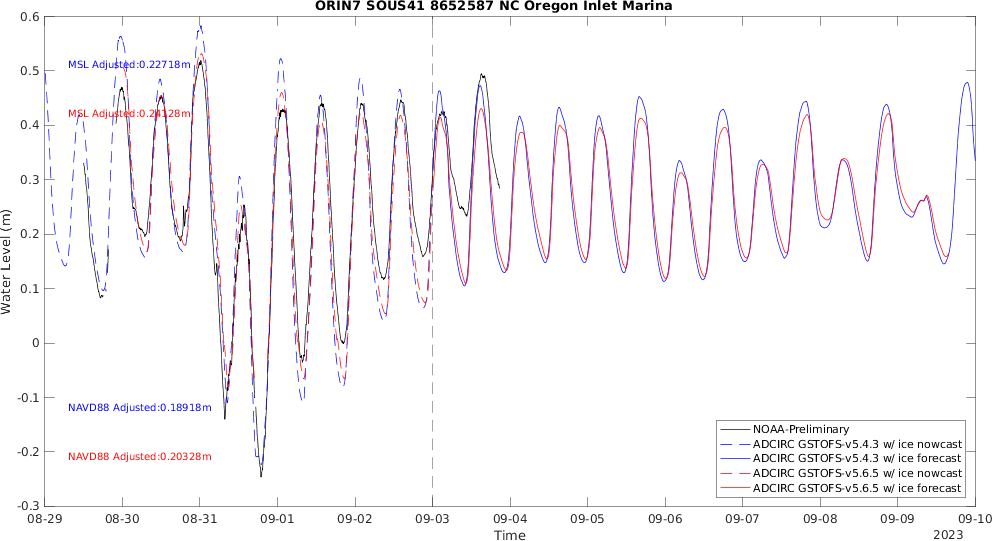 ORIN7 SOUS41 8652587 NC Oregon Inlet Marina
0.6
0.5
0.4
0.3
0.2
0.1
0
-0.1
-0.2
-0.3
Water Level (m)
MSL Adjusted:0.22718m
MSL Adjusted:0.24128m
NAVD88 Adjusted:0.18918m
NAVD88 Adjusted:0.20328m
NOAA-Preliminary
ADCIRC GSTOFS-v5.4.3 w/ ice nowcast
ADCIRC GSTOFS-v5.4.3 w/ ice forecast
ADCIRC GSTOFS-v5.6.5 w/ ice nowcast
ADCIRC GSTOFS-v5.6.5 w/ ice forecast
08-29 08-30 08-31 09-01 09-02 09-03 09-04 09-05 09-06 09-07 09-08 09-09 09-10
Time
2023